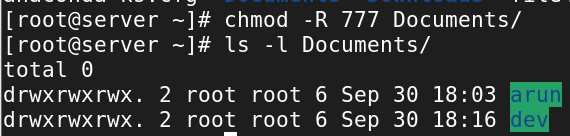 [root@server ~]# chmod -R 777 Documents/
[root@server ~]# ls -l Documents/
total 0
drwxrwxrwx. 2 root root 6 Sep 30 18:03 arun
drwxrwxrwx. 2 root root 6 Sep 30 18:16 dev